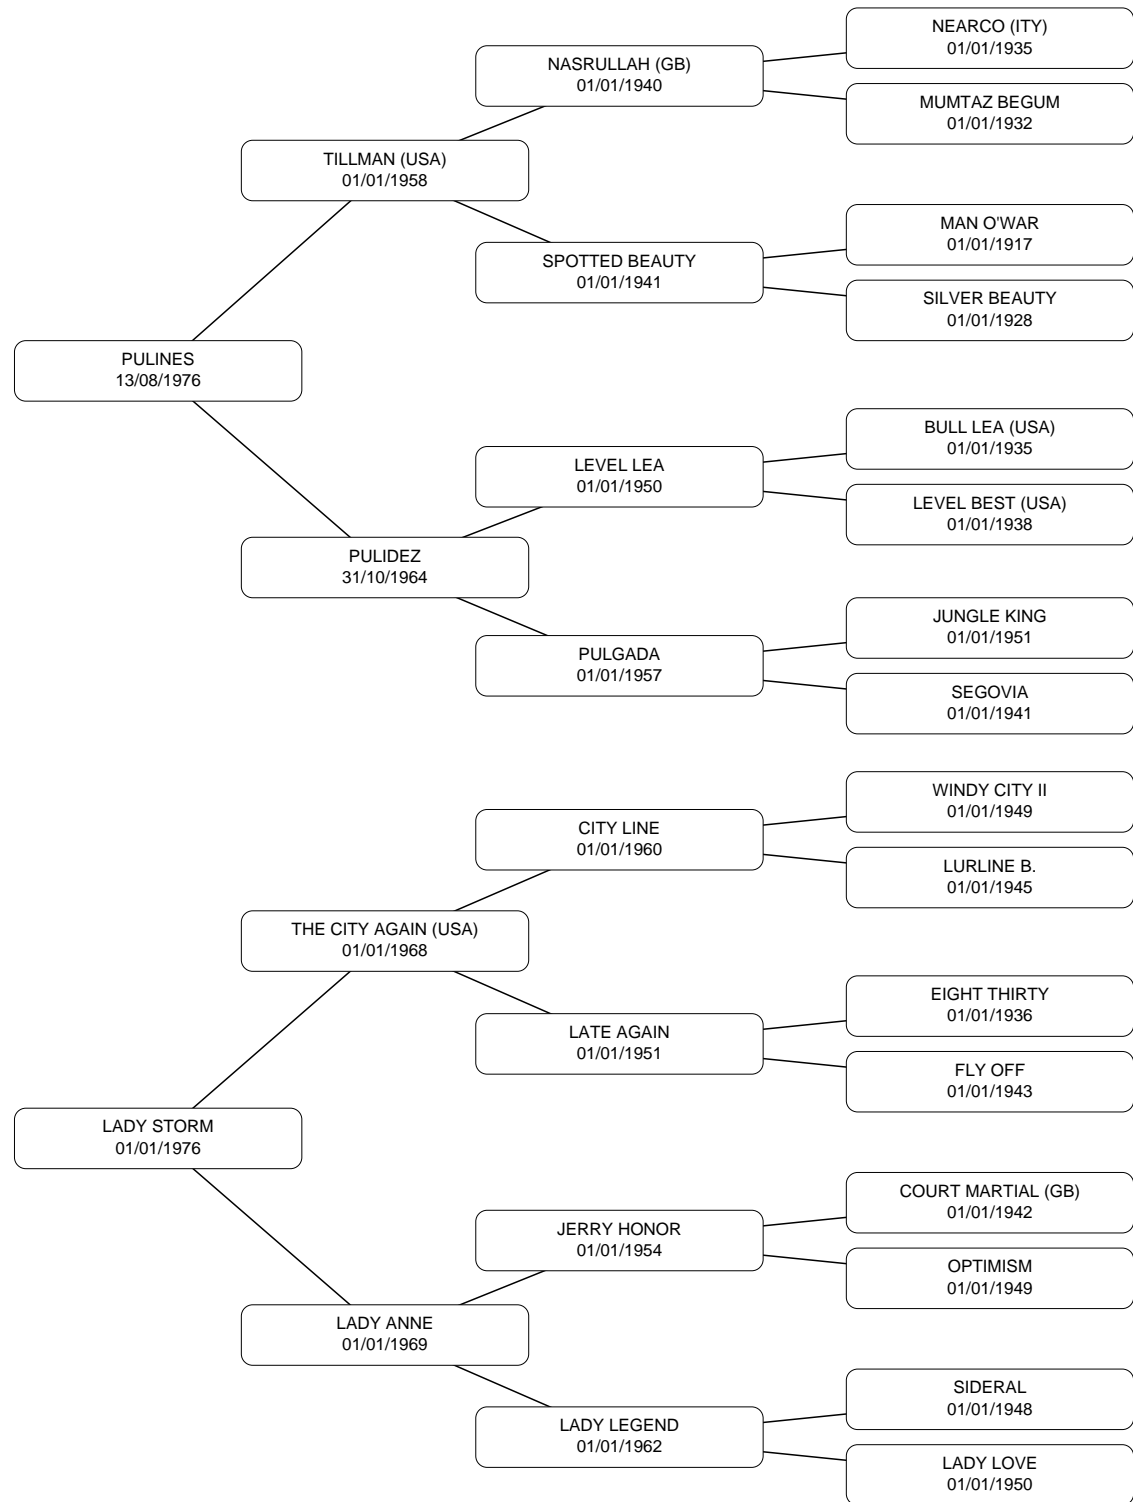 NEARCO (ITY)
01/01/1935
NASRULLAH (GB)
01/01/1940
MUMTAZ BEGUM
01/01/1932
TILLMAN (USA)
01/01/1958
MAN O'WAR
01/01/1917
SPOTTED BEAUTY
01/01/1941
SILVER BEAUTY
01/01/1928
PULINES
13/08/1976
BULL LEA (USA)
01/01/1935
LEVEL LEA
01/01/1950
LEVEL BEST (USA)
01/01/1938
PULIDEZ
31/10/1964
JUNGLE KING
01/01/1951
PULGADA
01/01/1957
SEGOVIA
01/01/1941
WINDY CITY II
01/01/1949
CITY LINE
01/01/1960
LURLINE B.
01/01/1945
THE CITY AGAIN (USA)
01/01/1968
EIGHT THIRTY
01/01/1936
LATE AGAIN
01/01/1951
FLY OFF
01/01/1943
LADY STORM
01/01/1976
COURT MARTIAL (GB)
01/01/1942
JERRY HONOR
01/01/1954
OPTIMISM
01/01/1949
LADY ANNE
01/01/1969
SIDERAL
01/01/1948
LADY LEGEND
01/01/1962
LADY LOVE
01/01/1950